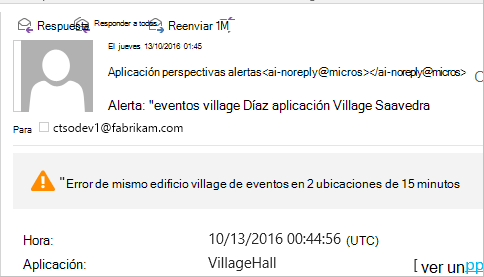 Respuesta Responder a todos Reenviar 1M
El jueves 13/10/2016 01:45
Aplicación perspectivas alertas<ai-noreply@micros></ai-noreply@micros>
Alerta: "eventos village Díaz aplicación Village Saavedra
Para ctsodev1@fabrikam.com
"Error de mismo edificio village de eventos en 2 ubicaciones de 15 minutos
Hora: 10/13/2016 00:44:56 (UTC)
Aplicación: VillageHall [ ver un